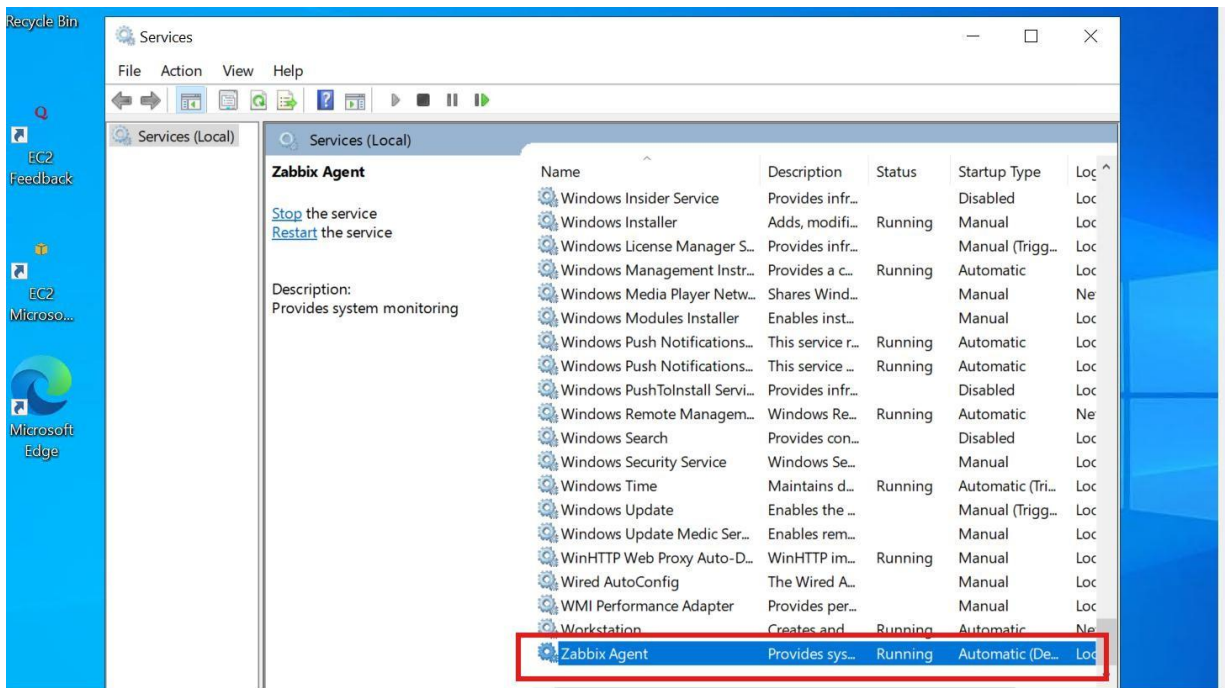 Recycle Bin
Services
File Action View Help
Services (Local)
Services (Local)
EC2
Feedback
EC2
Microso...
Microsoft
Edge
Zabbix Agent
Stop the service
Restart the service
Description:
Provides system monitoring
Name Description Status Startup Type Log
Windows Insider Service Provides infr... Disabled Loc
Windows Installer Adds, modifi... Running Manual Loc
Windows License Manager S... Provides infr... Manual (Trigg... Loc
Windows Management Instr... Provides a c... Running Automatic Loc
Windows Media Player Netw... Shares Wind... Manual Ne
Windows Modules Installer Enables inst... Manual Loc
Windows Push Notifications... This service r... Running Automatic Loc
Windows Push Notifications... This service ... Running Automatic Loc
Windows PushToInstall Servi... Provides infr... Disabled Loc
Windows Remote Managem... Windows Re... Running Automatic Ne
Windows Search Provides con... Disabled Loc
Windows Security Service Windows Se... Manual Loc
Windows Time Maintains d... Running Automatic (Tri... Loc
Windows Update Enables the ... Manual (Trigg... Loc
Windows Update Medic Ser... Enables rem... Manual Loc
WinHTTP Web Proxy Auto-D... WinHTTP im... Running Manual Loc
Wired AutoConfig The Wired A... Manual Loc
WMI Performance Adapter Provides per... Manual Loc
Workstation Creates and Running Automatic Ne
Zabbix Agent Provides sys... Running Automatic (De... Loc